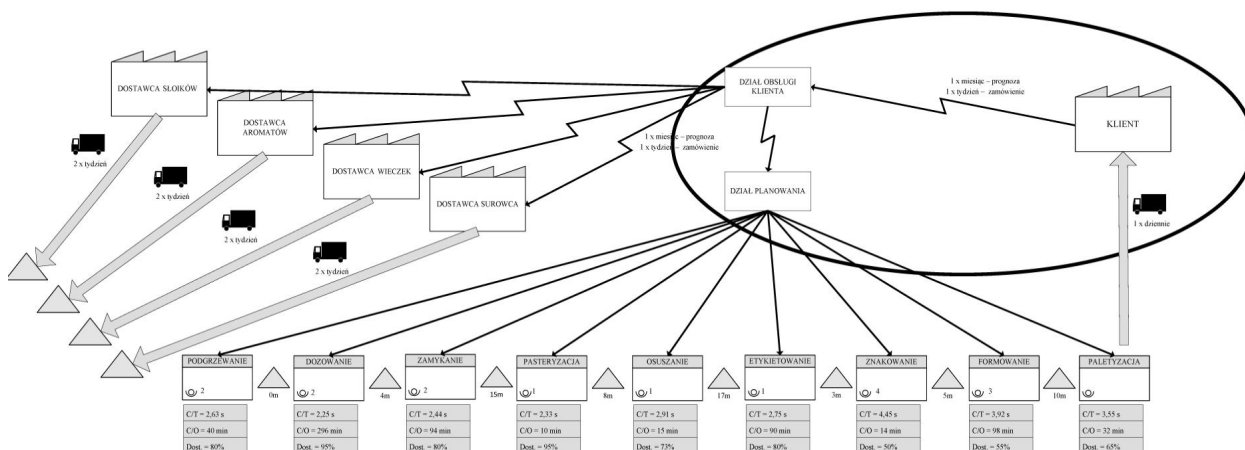 DOSTAWCA SŁOIKÓW
2 x tydzień
DOSTAWCA
AROMATÓW
2 x tydzień
DOSTAWCA WIECZEK
2 x tydzień
DOSTAWCA SUROWCA
2 x tydzień
1 x miesiąc – prognoza
1 x tydzień – zamówienie
DZIAŁ OBSŁUGI
KLIENTA
1 x miesiąc – prognoza
1 x tydzień – zamówienie
KLIENT
DZIAŁ PLANOWANIA
1 x dziennie
PODGRZEWANIE
2
C/T = 2,63 s
C/O = 40 min
Dost. = 80%
0m
DOZOWANIE
2
C/T = 2,25 s
C/O = 296 min
Dost. = 95%
4m
ZAMYKANIE
2
C/T = 2,44 s
C/O = 94 min
Dost. = 80%
15m
PASTERYZACJA
1
C/T = 2,33 s
C/O = 10 min
Dost. = 95%
8m
OSUSZANIE
1
C/T = 2,91 s
C/O = 15 min
Dost. = 73%
17m
ETYKIETOWANIE
1
C/T = 2,75 s
C/O = 90 min
Dost. = 80%
3m
ZNAKOWANIE
4
C/T = 4,45 s
C/O = 14 min
Dost. = 50%
5m
FORMOWANIE
3
C/T = 3,92 s
C/O = 98 min
Dost. = 55%
10m
PALETYZACJA
C/T = 3,55 s
C/O = 32 min
Dost. = 65%